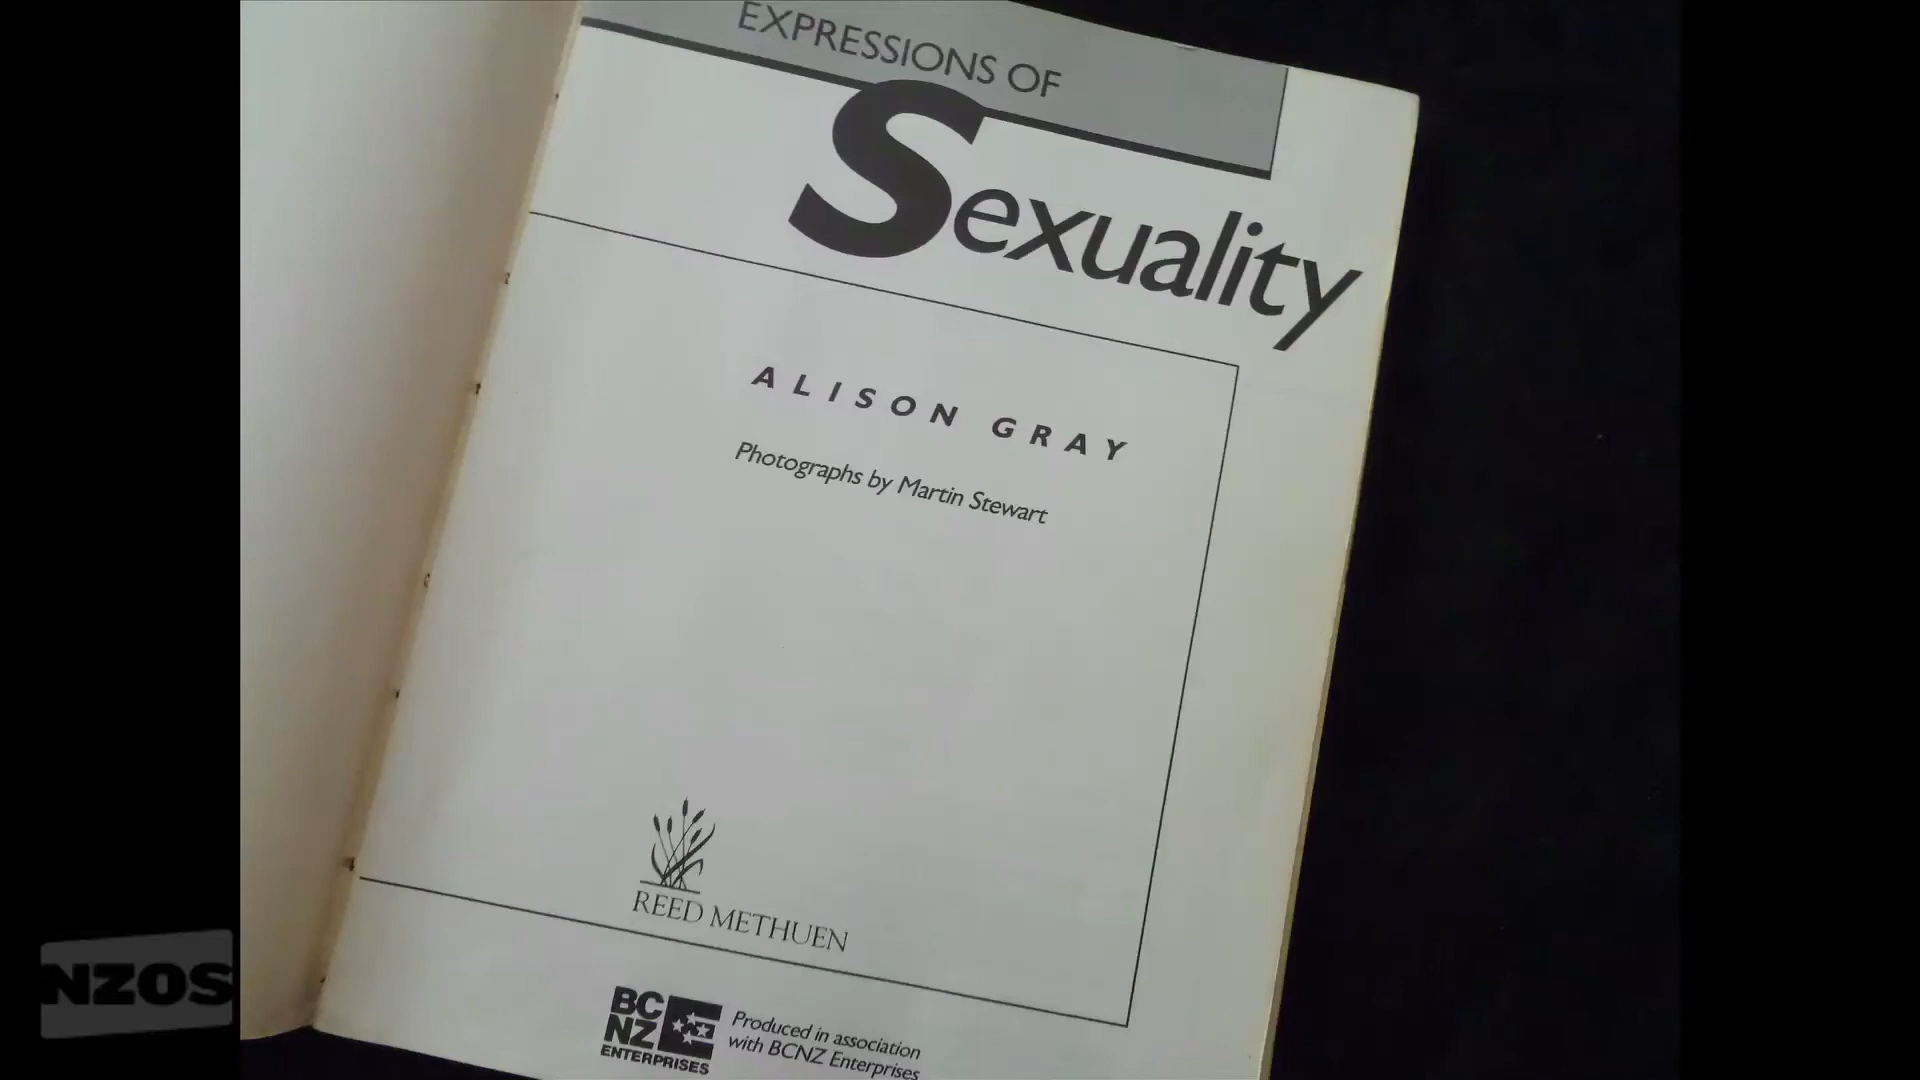 EXPRESSIONS OF
Sexuality
ALISON GRAY
Photographs by Martin Stewart
REED METHUEN
BC
NZ
ENTERPRISES
Produced in association
with BCNZ Enterprises
NZOS